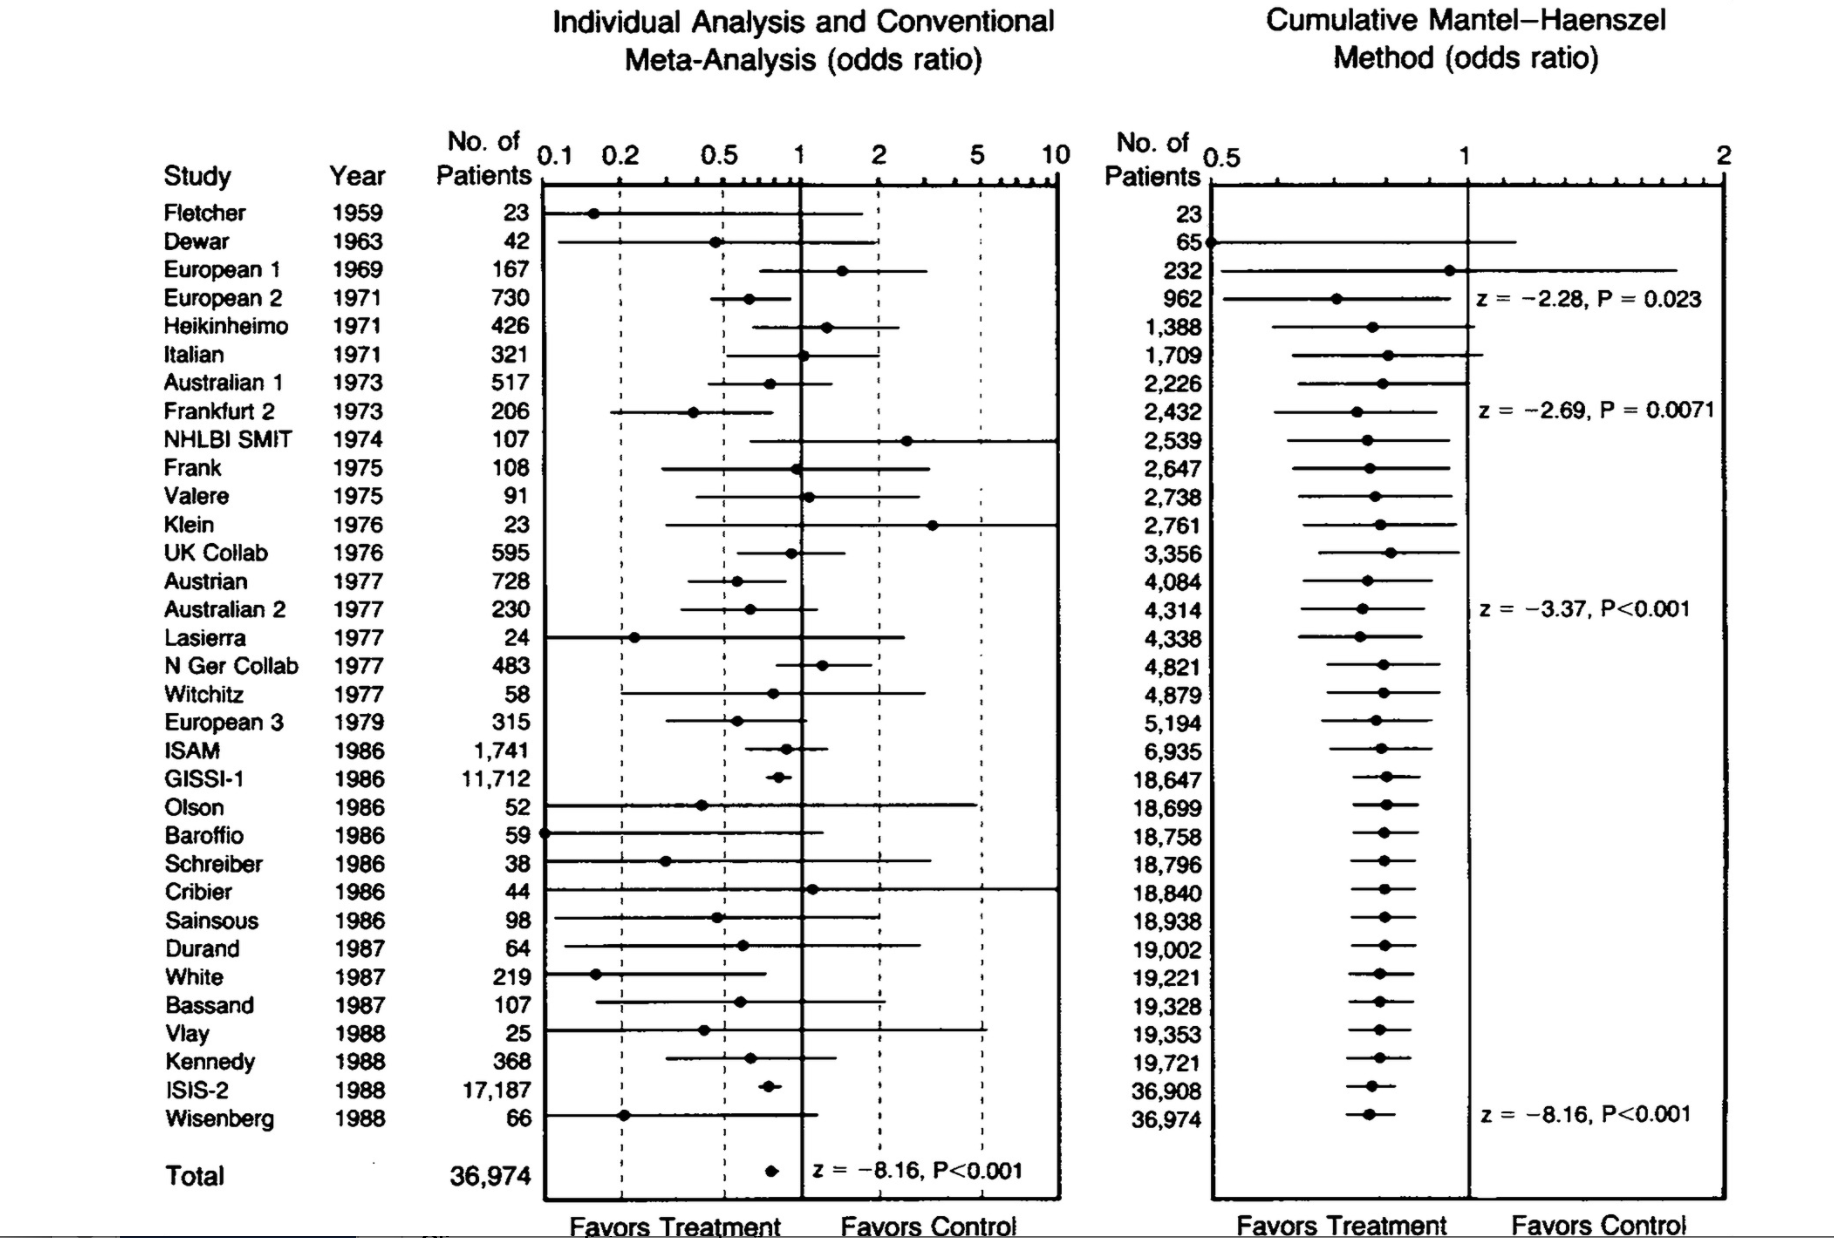 Individual Analysis and Conventional
Meta-Analysis (odds ratio)
Cumulative Mantel–Haenszel
Method (odds ratio)
Study Year No. of Patients 0.1 0.2 0.5 1 2 5 10 No. of Patients 0.5 1 2
Fletcher 1959 23 23
Dewar 1963 42 65
European 1 1969 167 232
European 2 1971 730 962 z = −2.28, P = 0.023
Heikinheimo 1971 426 1,388
Italian 1971 321 1,709
Australian 1 1973 517 2,226
Frankfurt 2 1973 206 2,432 z = −2.69, P = 0.0071
NHLBI SMIT 1974 107 2,539
Frank 1975 108 2,647
Valere 1975 91 2,738
Klein 1976 23 2,761
UK Collab 1976 595 3,356
Austrian 1977 728 4,084
Australian 2 1977 230 4,314 z = −3.37, P<0.001
Lasierra 1977 24 4,338
N Ger Collab 1977 483 4,821
Witchitz 1977 58 4,879
European 3 1979 315 5,194
ISAM 1986 1,741 6,935
GISSI-1 1986 11,712 18,647
Olson 1986 52 18,699
Baroffio 1986 59 18,758
Schreiber 1986 38 18,796
Cribier 1986 44 18,840
Sainsous 1986 98 18,938
Durand 1987 64 19,002
White 1987 219 19,221
Bassand 1987 107 19,328
Vlay 1988 25 19,353
Kennedy 1988 368 19,721
ISIS-2 1988 17,187 36,908
Wisenberg 1988 66 36,974 z = −8.16, P<0.001
Total 36,974 z = −8.16, P<0.001
Favors Treatment Favors Control Favors Treatment Favors Control